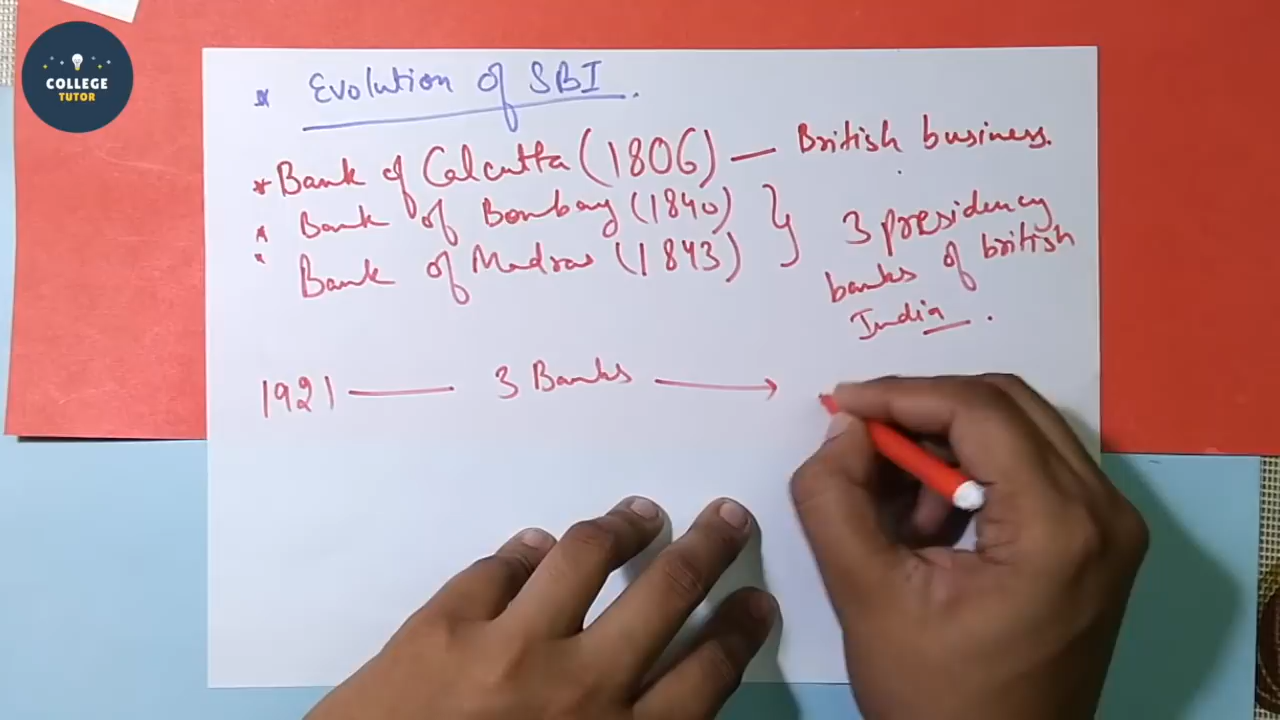 COLLEGE
TUTOR
* Evolution of SBI.
* Bank of Calcutta (1806) — British business.
* Bank of Bombay (1840) } 3 presidency
* Bank of Madras (1843) banks of british
India.
1921 — 3 Banks →